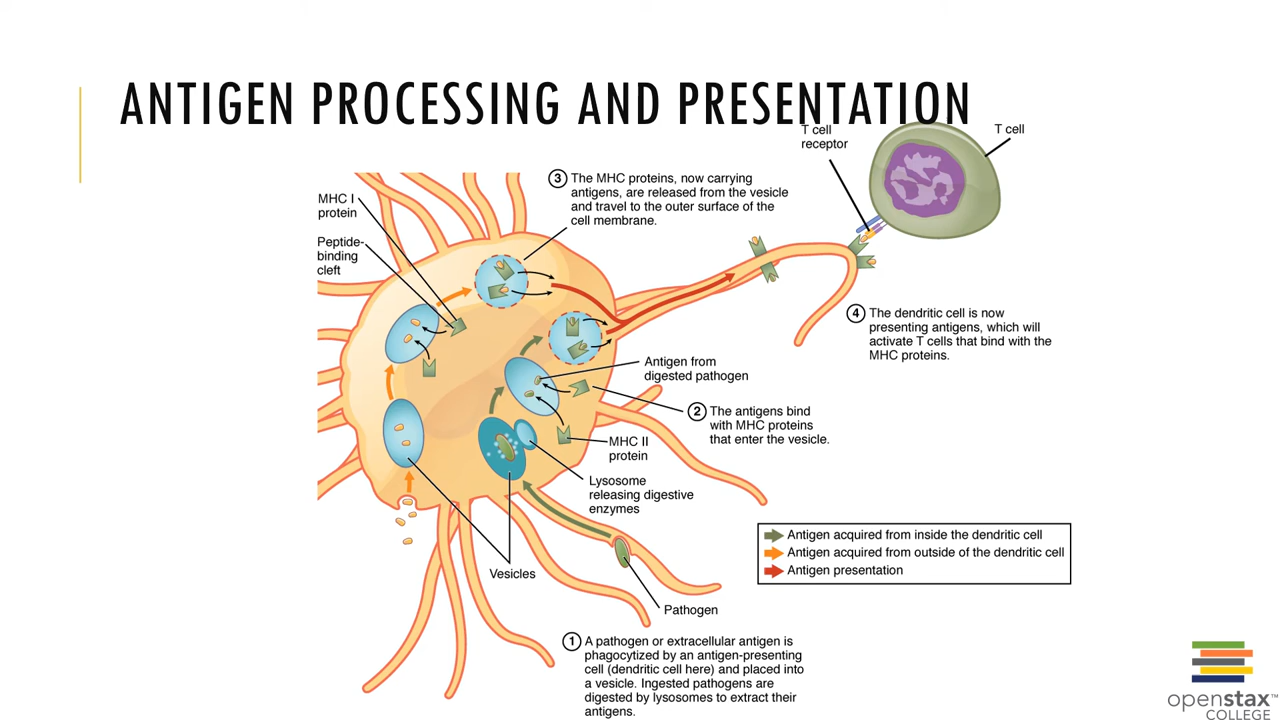 ANTIGEN PROCESSING AND PRESENTATION
T cell
receptor
T cell
③ The MHC proteins, now carrying
antigens, are released from the vesicle
and travel to the outer surface of the
cell membrane.
MHC I
protein
Peptide-
binding
cleft
④ The dendritic cell is now
presenting antigens, which will
activate T cells that bind with the
MHC proteins.
Antigen from
digested pathogen
② The antigens bind
with MHC proteins
that enter the vesicle.
MHC II
protein
Lysosome
releasing digestive
enzymes
Vesicles
Pathogen
Antigen acquired from inside the dendritic cell
Antigen acquired from outside of the dendritic cell
Antigen presentation
① A pathogen or extracellular antigen is
phagocytized by an antigen-presenting
cell (dendritic cell here) and placed into
a vesicle. Ingested pathogens are
digested by lysosomes to extract their
antigens.
openstax™
COLLEGE